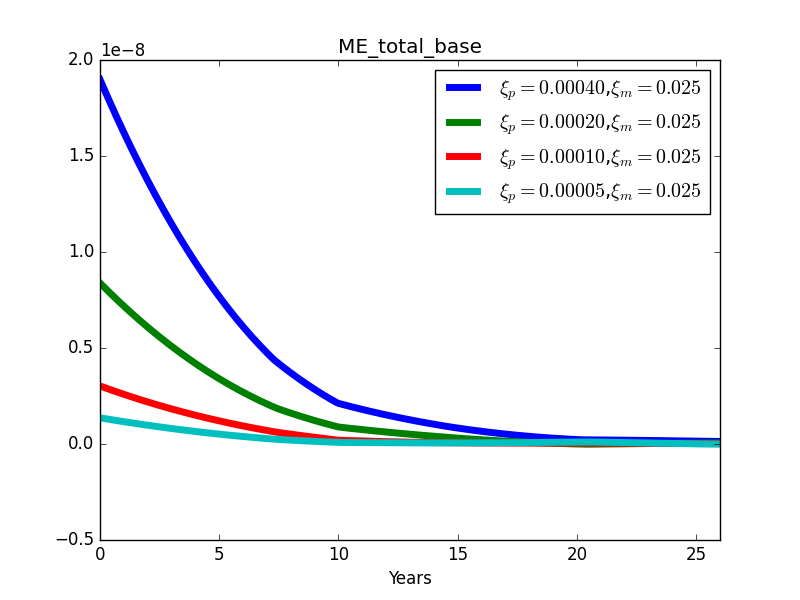 ME_total_base
1e−8
2.0
1.5
1.0
0.5
0.0
−0.5
ξp = 0.00040,ξm = 0.025
ξp = 0.00020,ξm = 0.025
ξp = 0.00010,ξm = 0.025
ξp = 0.00005,ξm = 0.025
0 5 10 15 20 25
Years